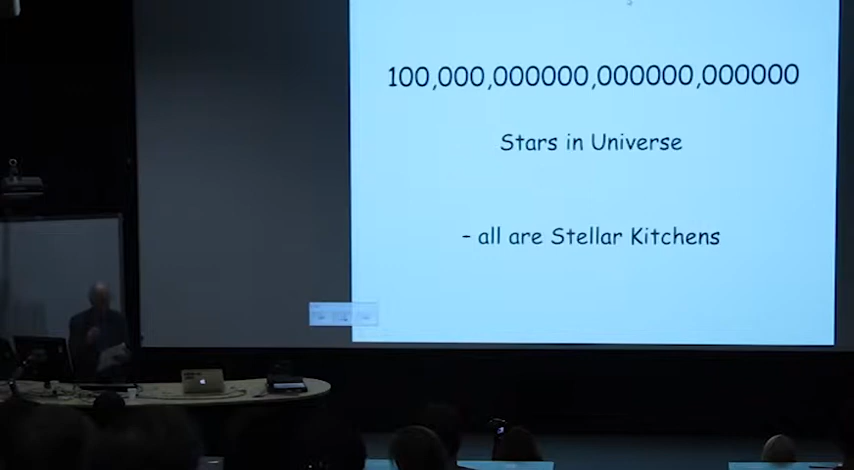 100,000,000000,000000,000000
Stars in Universe
- all are Stellar Kitchens